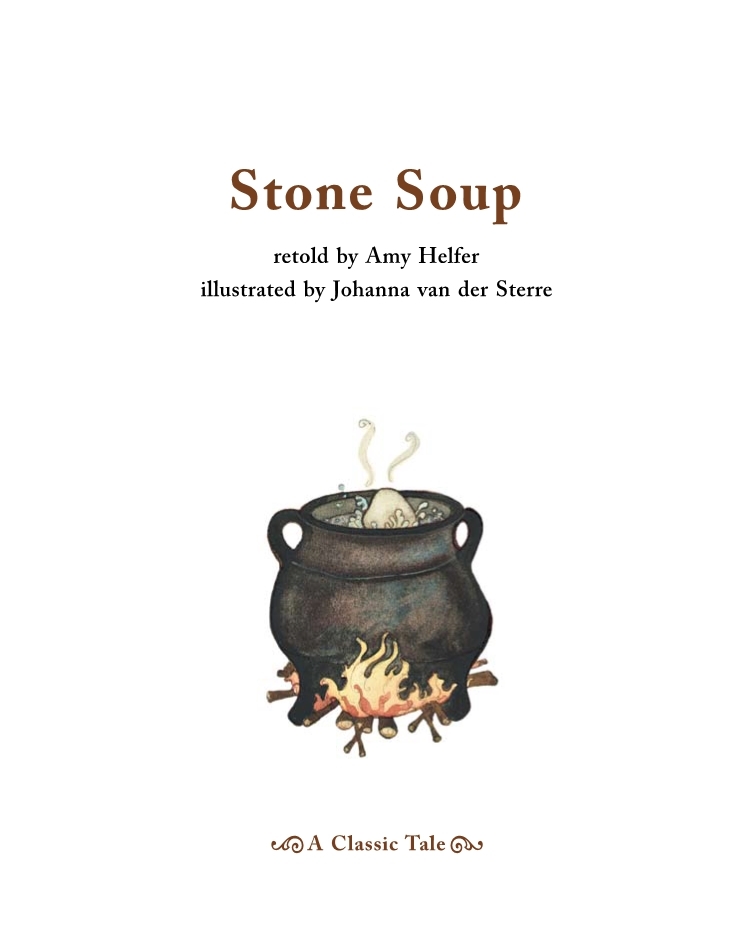 Stone Soup
retold by Amy Helfer
illustrated by Johanna van der Sterre
A Classic Tale